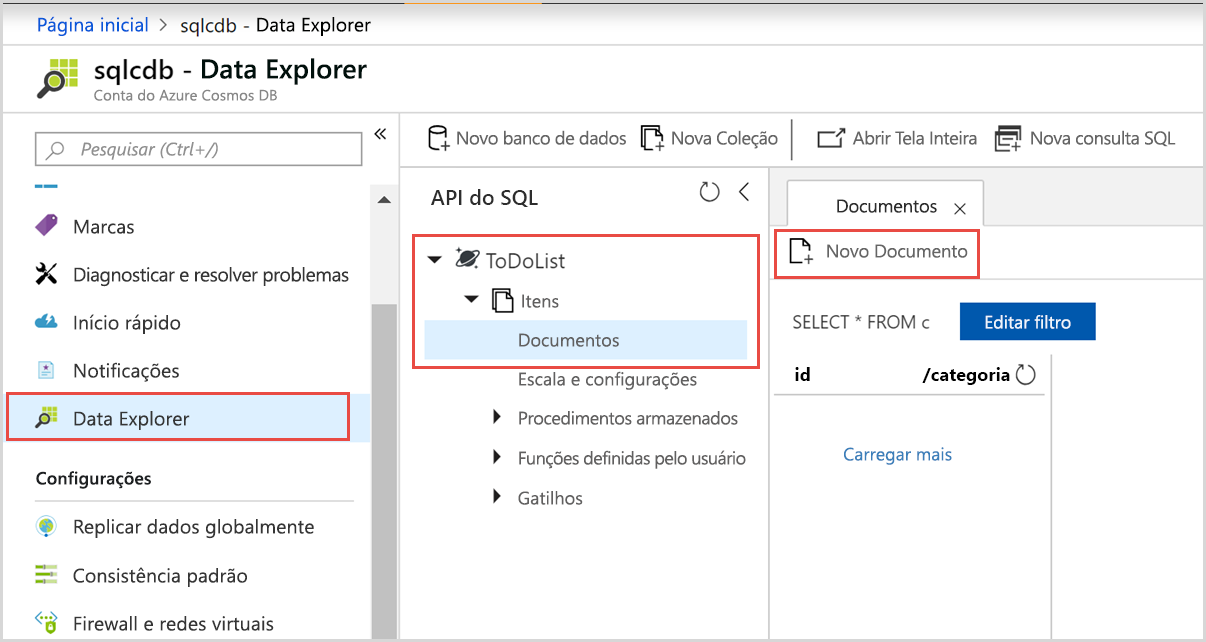 Página inicial > sqlcdb - Data Explorer
sqlcdb - Data Explorer
Conta do Azure Cosmos DB
Pesquisar (Ctrl+/)
«
Marcas
Diagnosticar e resolver problemas
Início rápido
Notificações
Data Explorer
Configurações
Replicar dados globalmente
Consistência padrão
Firewall e redes virtuais
Novo banco de dados
Nova Coleção
Abrir Tela Inteira
Nova consulta SQL
API do SQL
ToDoList
Itens
Documentos
Escala e configurações
Procedimentos armazenados
Funções definidas pelo usuário
Gatilhos
Documentos
Novo Documento
SELECT * FROM c
Editar filtro
id /categoria
Carregar mais